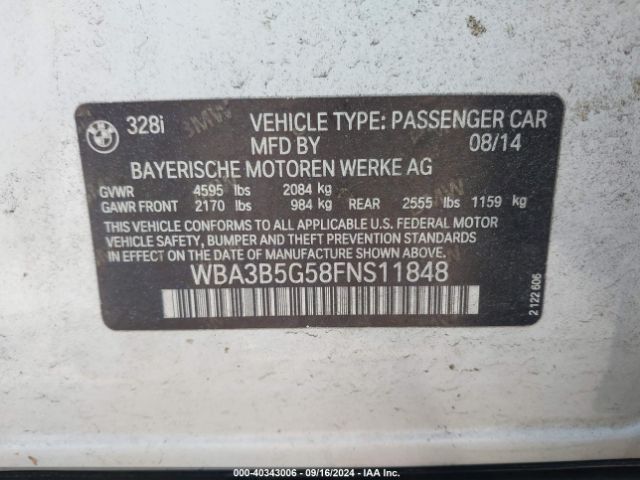 BMW 328i VEHICLE TYPE: PASSENGER CAR
MFD BY 08/14
BAYERISCHE MOTOREN WERKE AG
GVWR 4595 lbs 2084 kg
GAWR FRONT 2170 lbs 984 kg REAR 2555 lbs 1159 kg
THIS VEHICLE CONFORMS TO ALL APPLICABLE U.S. FEDERAL MOTOR
VEHICLE SAFETY, BUMPER AND THEFT PREVENTION STANDARDS IN
EFFECT ON THE DATE OF MANUFACTURE SHOWN ABOVE.
WBA3B5G58FNS11848
2 122 606
000-40343006 - 09/16/2024 - IAA Inc.